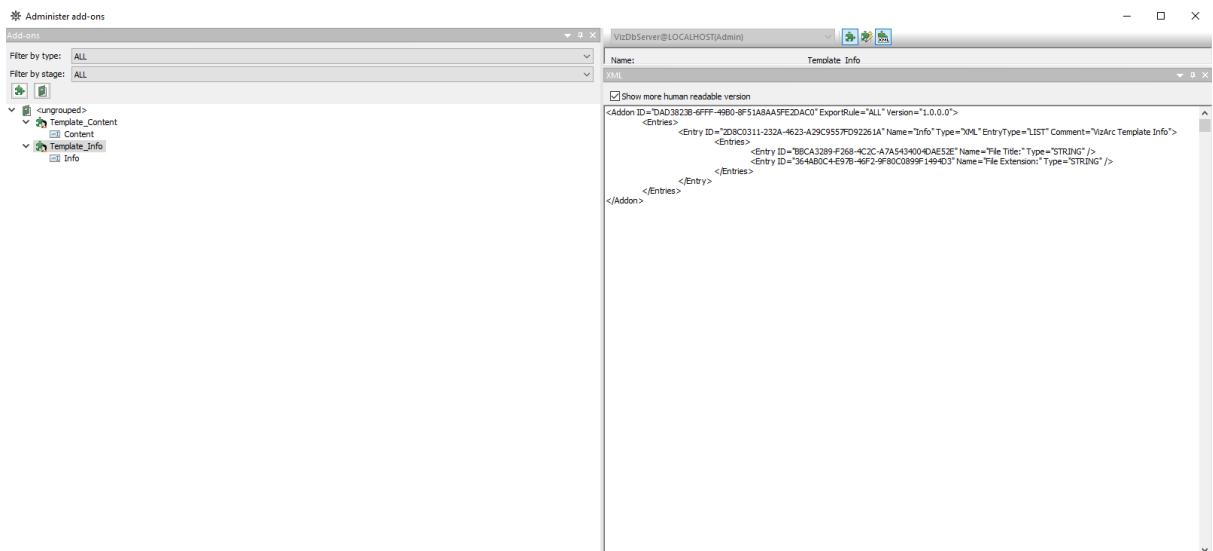 Administer add-ons
Add-ons
Filter by type: ALL
Filter by stage: ALL
<ungrouped>
Template_Content
Content
Template_Info
Info
VizDbServer@LOCALHOST(Admin)
XML
Name: Template_Info
XML
Show more human readable version
<Addon ID="DAD3823B-6FFF-49B0-8F51A8AA5FE2DAC0" ExportRule="ALL" Version="1.0.0.0">
<Entries>
<Entry ID="2D8C0311-232A-4623-A29C9557FD92261A" Name="Info" Type="XML" EntryType="LIST" Comment="VizArc Template Info">
<Entries>
<Entry ID="BBCA3289-F268-4C2C-A7A5434004DAE52E" Name="File Title:" Type="STRING" />
<Entry ID="364AB0C4-E97B-46F2-9F80C0899F1494D3" Name="File Extension:" Type="STRING" />
</Entries>
</Entry>
</Entries>
</Addon>